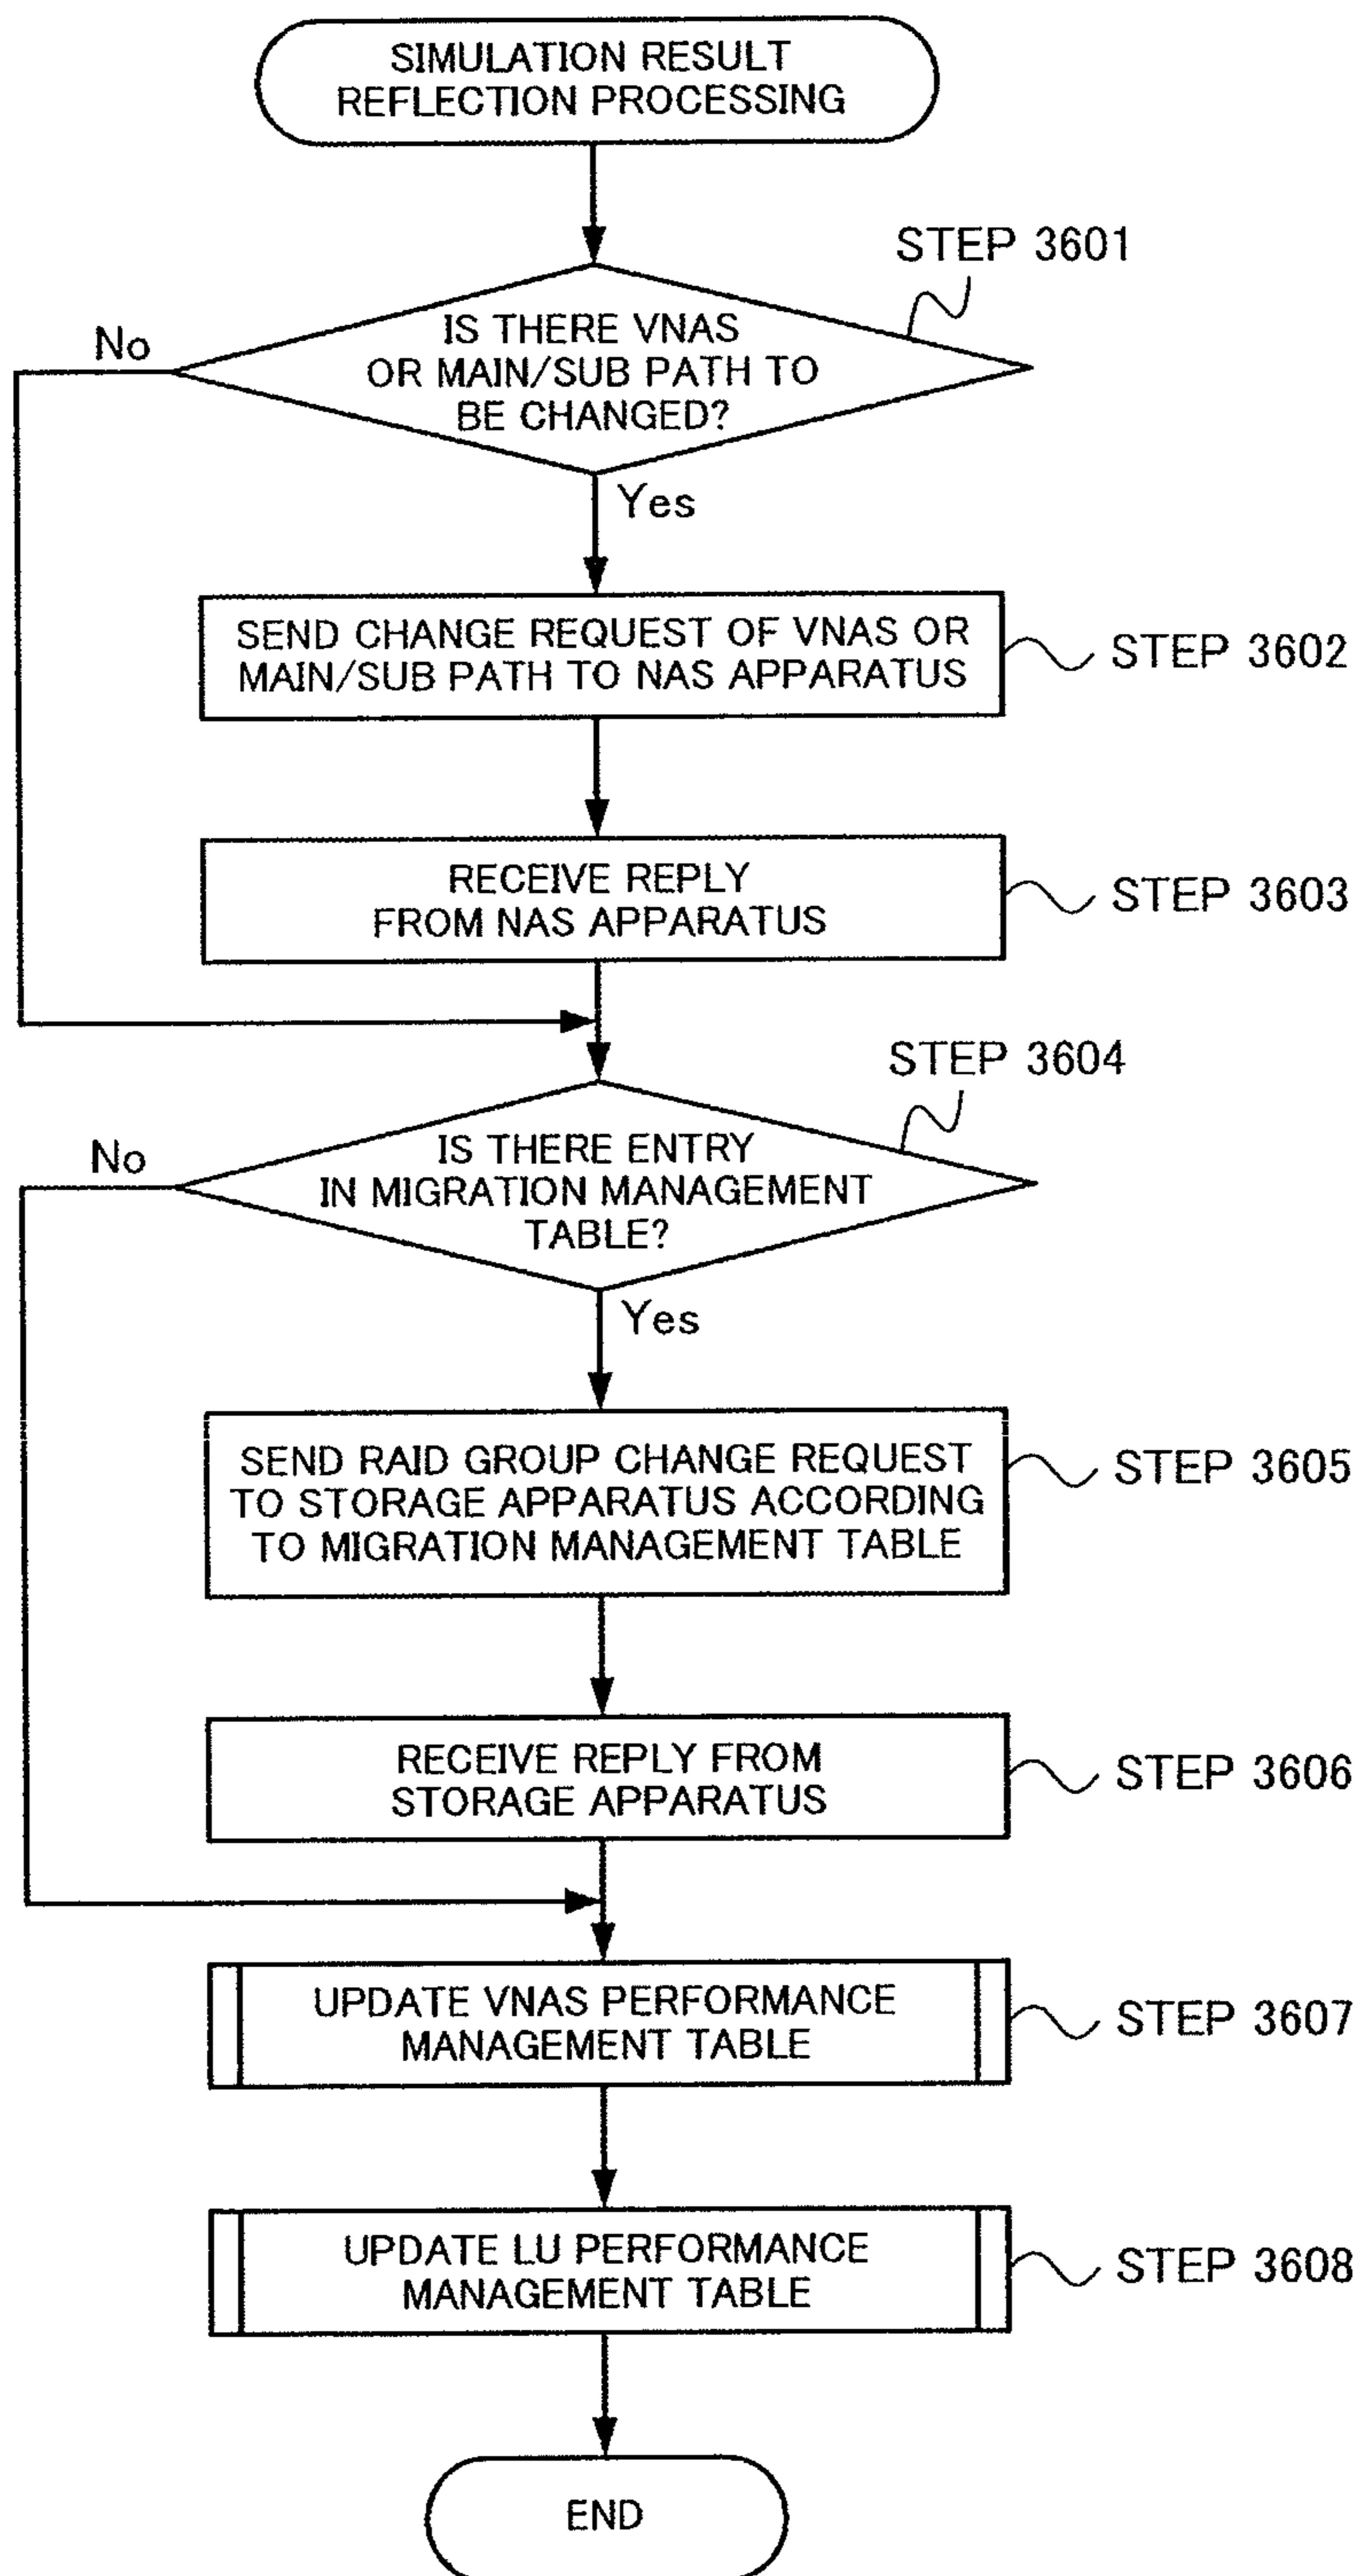 SIMULATION RESULT
REFLECTION PROCESSING
STEP 3601
No
IS THERE VNAS
OR MAIN/SUB PATH TO
BE CHANGED?
Yes
SEND CHANGE REQUEST OF VNAS OR
MAIN/SUB PATH TO NAS APPARATUS
STEP 3602
RECEIVE REPLY
FROM NAS APPARATUS
STEP 3603
STEP 3604
No
IS THERE ENTRY
IN MIGRATION MANAGEMENT
TABLE?
Yes
SEND RAID GROUP CHANGE REQUEST
TO STORAGE APPARATUS ACCORDING
TO MIGRATION MANAGEMENT TABLE
STEP 3605
RECEIVE REPLY FROM
STORAGE APPARATUS
STEP 3606
UPDATE VNAS PERFORMANCE
MANAGEMENT TABLE
STEP 3607
UPDATE LU PERFORMANCE
MANAGEMENT TABLE
STEP 3608
END